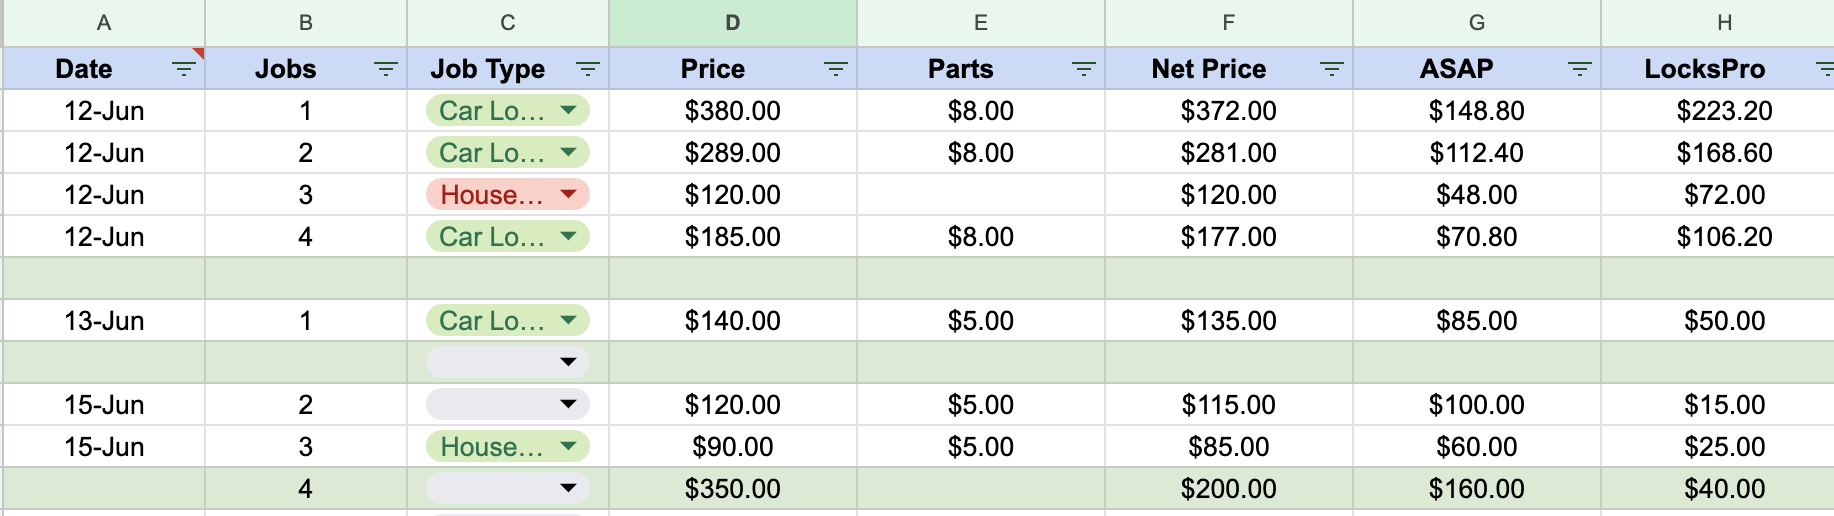 A B C D E F G H
Date Jobs Job Type Price Parts Net Price ASAP LocksPro
12-Jun 1 Car Lo... $380.00 $8.00 $372.00 $148.80 $223.20
12-Jun 2 Car Lo... $289.00 $8.00 $281.00 $112.40 $168.60
12-Jun 3 House... $120.00 $120.00 $48.00 $72.00
12-Jun 4 Car Lo... $185.00 $8.00 $177.00 $70.80 $106.20
13-Jun 1 Car Lo... $140.00 $5.00 $135.00 $85.00 $50.00
15-Jun 2 $120.00 $5.00 $115.00 $100.00 $15.00
15-Jun 3 House... $90.00 $5.00 $85.00 $60.00 $25.00
4 $350.00 $200.00 $160.00 $40.00